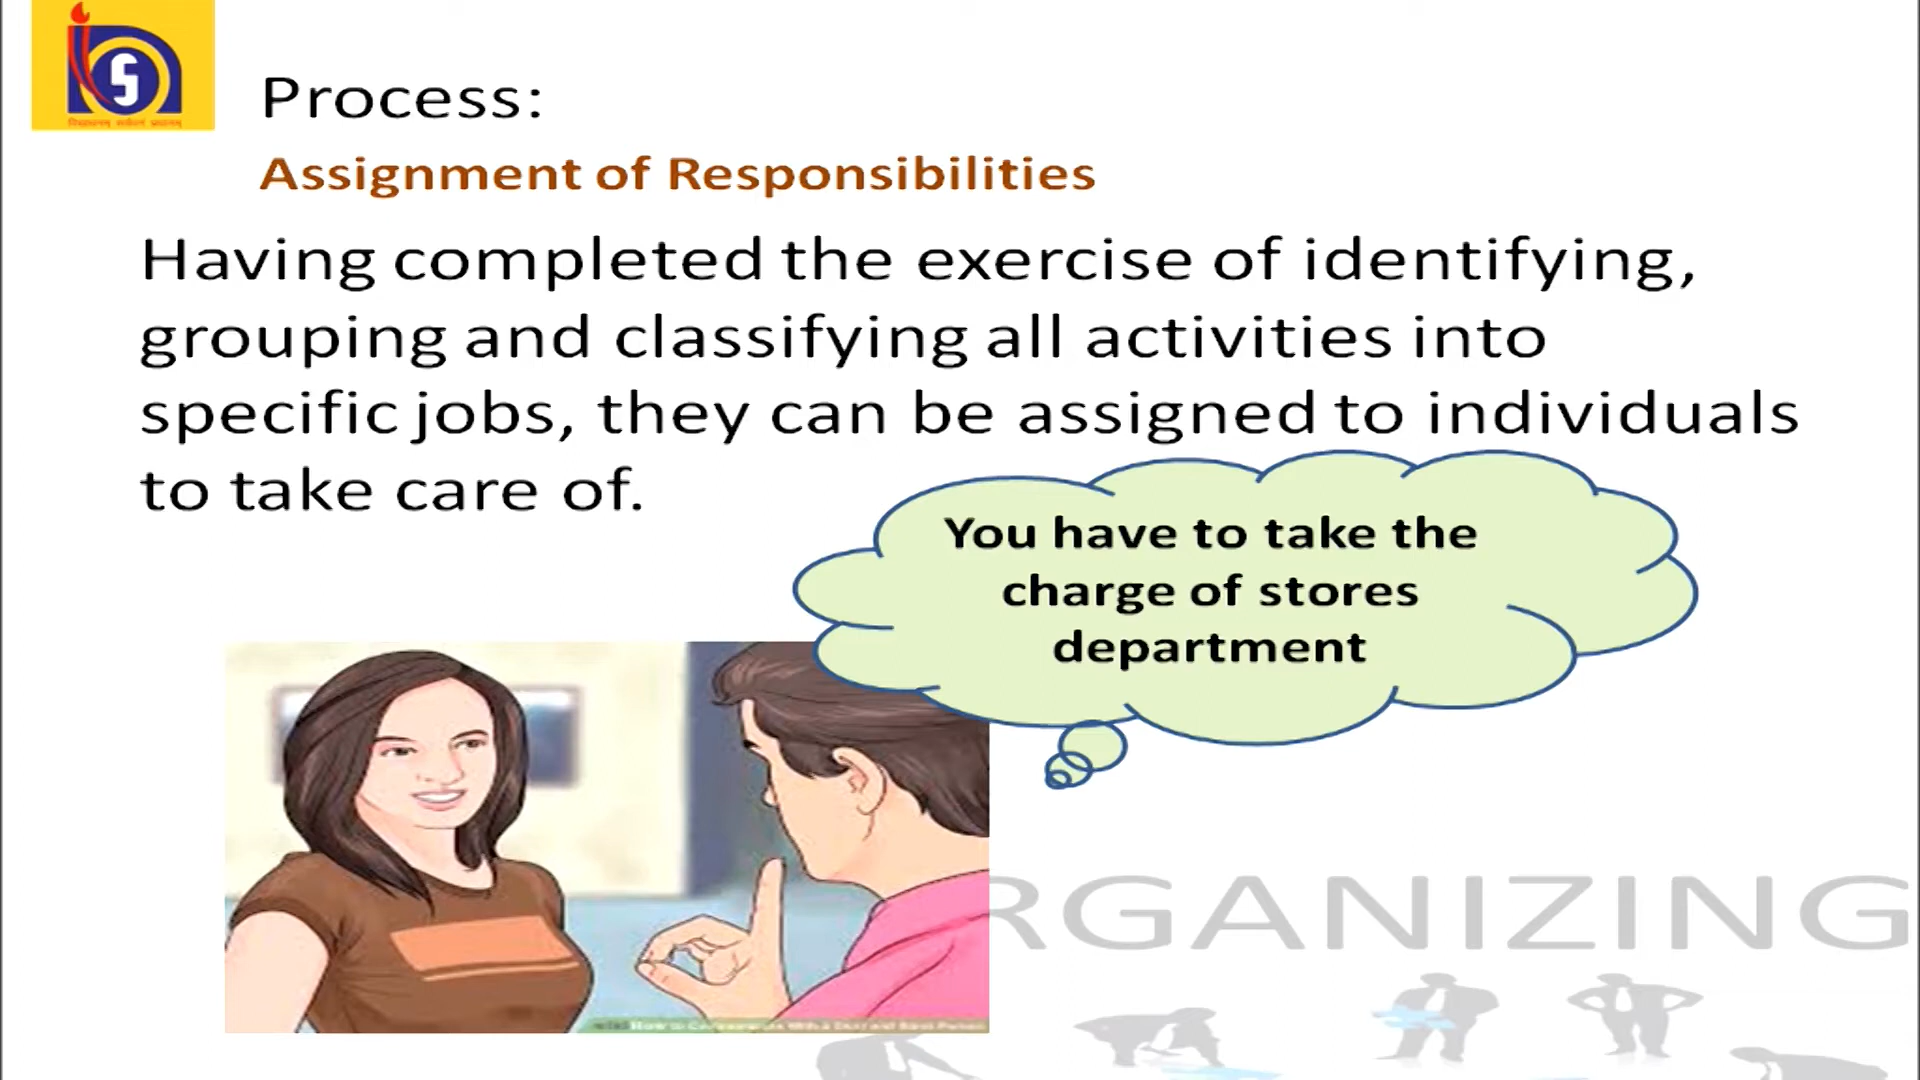 Process:
Assignment of Responsibilities
Having completed the exercise of identifying,
grouping and classifying all activities into
specific jobs, they can be assigned to individuals
to take care of.
You have to take the
charge of stores
department
RGANIZING